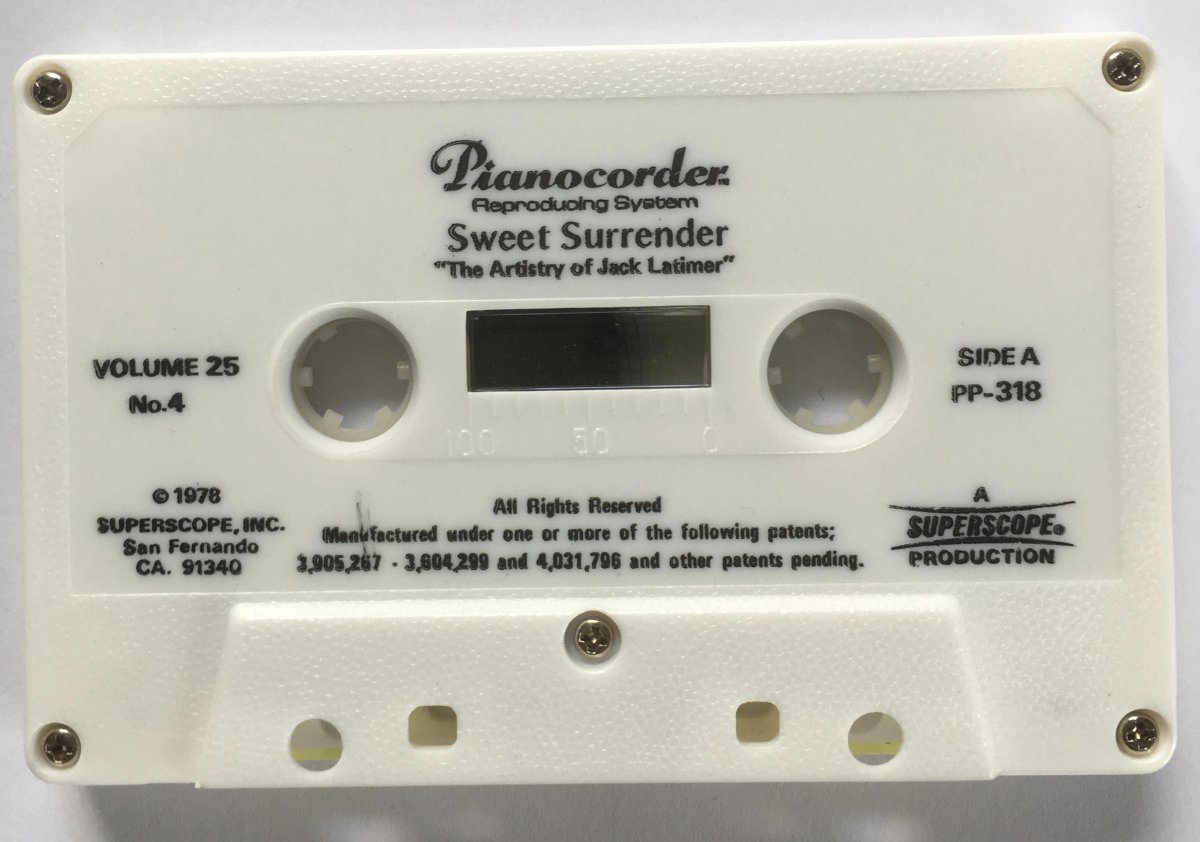 Pianocorder™
Reproducing System
Sweet Surrender
"The Artistry of Jack Latimer"
VOLUME 25
No.4
SIDE A
PP-318
100 50 0
© 1978
SUPERSCOPE, INC.
San Fernando
CA. 91340
All Rights Reserved
Manufactured under one or more of the following patents;
3,905,267 - 3,604,299 and 4,031,796 and other patents pending.
A
SUPERSCOPE®
PRODUCTION